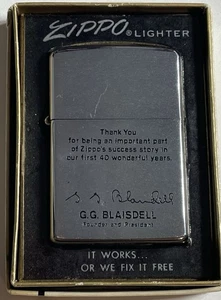 ZIPPO® LIGHTER
Thank You
for being an important part
of Zippo's success story in
our first 40 wonderful years.
G.G. Blaisdell
G.G. BLAISDELL
Founder and President
IT WORKS...
OR WE FIX IT FREE